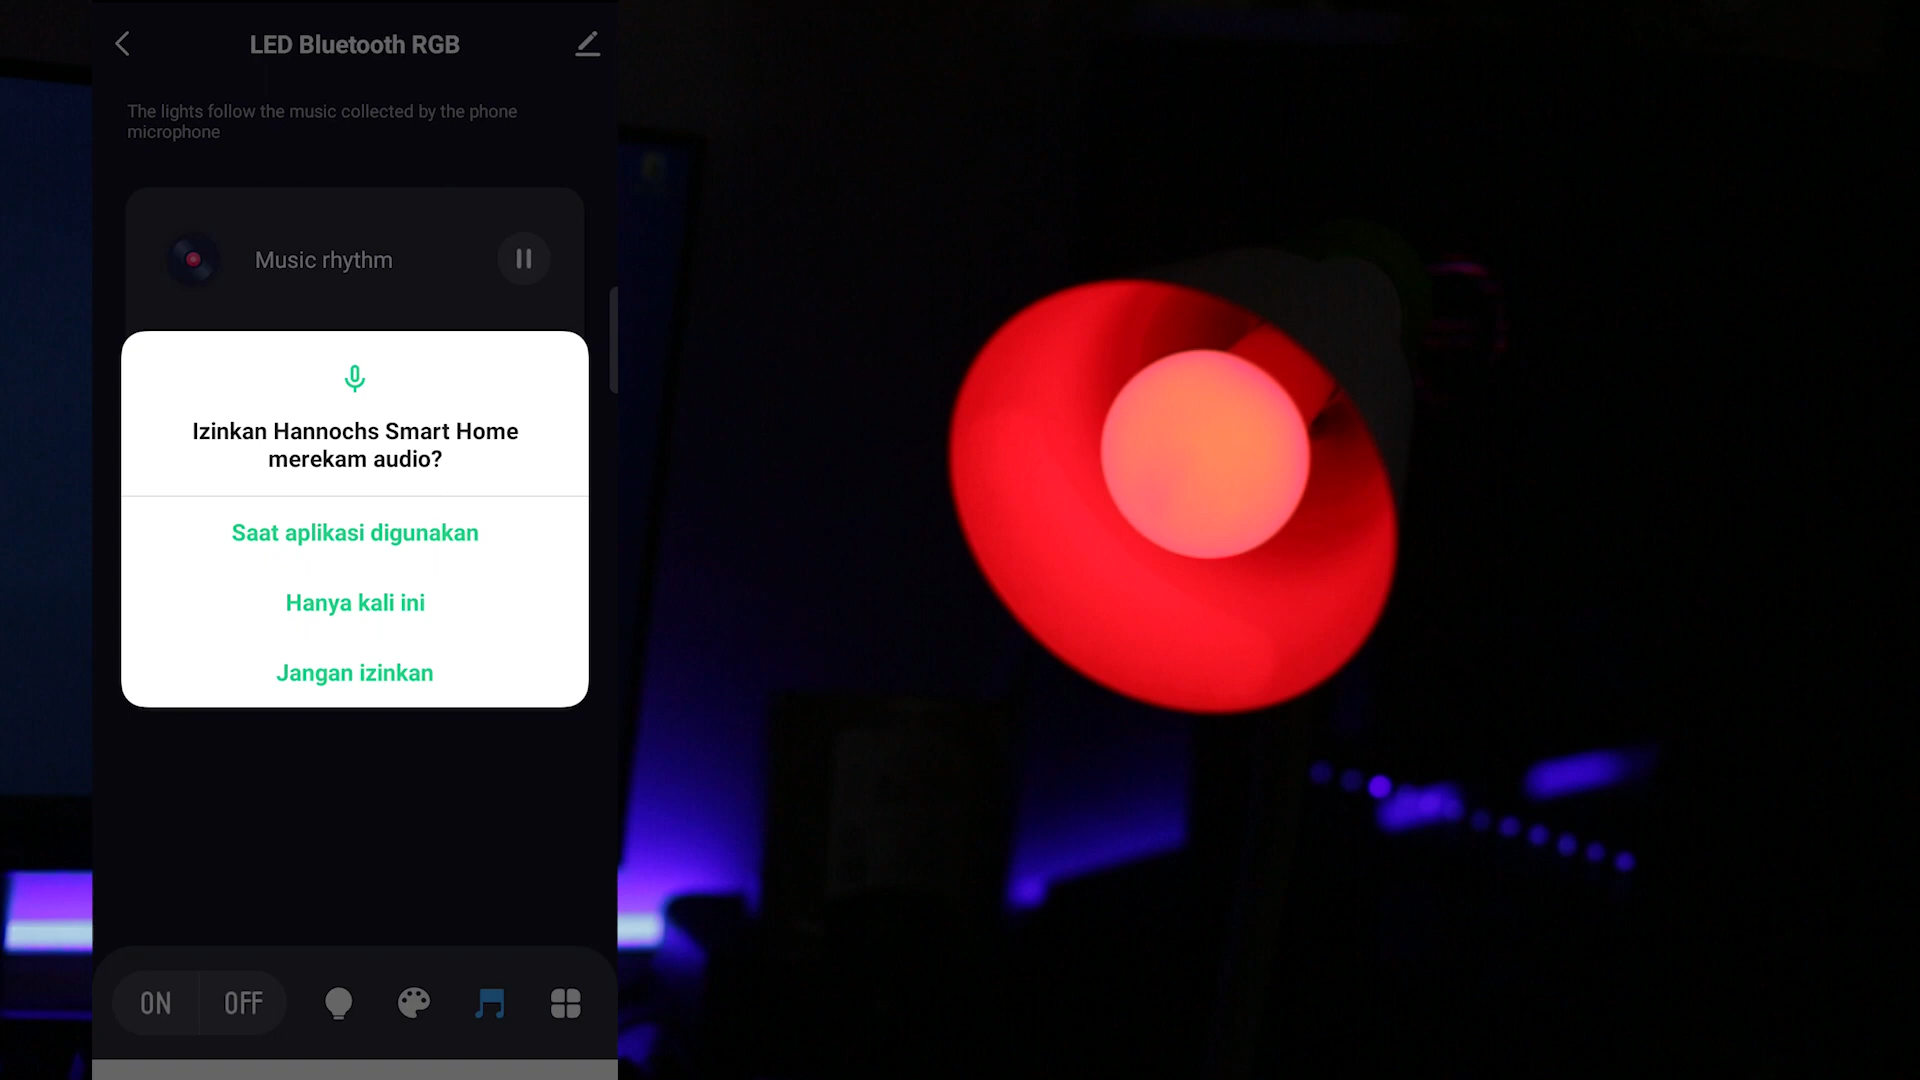 LED Bluetooth RGB
The lights follow the music collected by the phone
microphone
Music rhythm
Izinkan Hannochs Smart Home
merekam audio?
Saat aplikasi digunakan
Hanya kali ini
Jangan izinkan
ON OFF